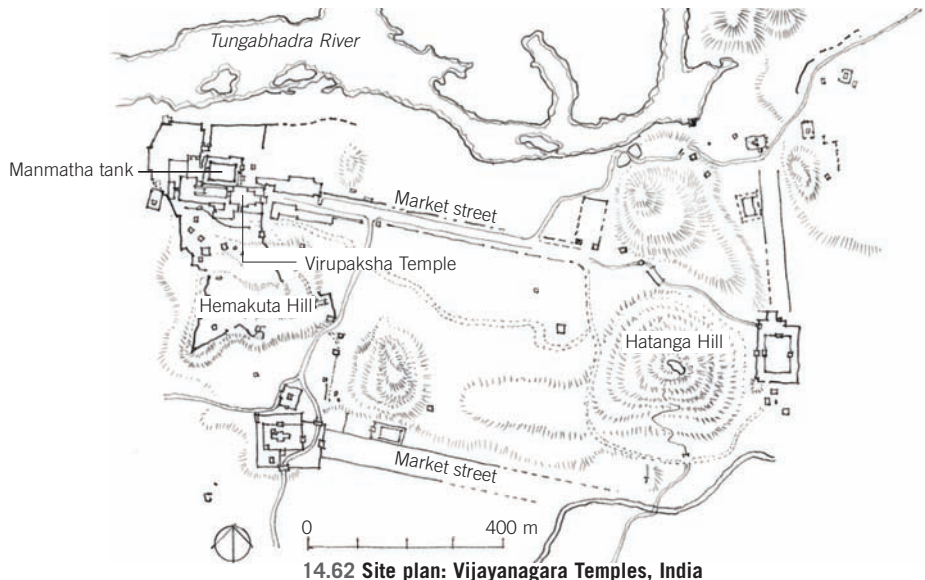 Tungabhadra River
Manmatha tank
Market street
Virupaksha Temple
Hemakuta Hill
Hatanga Hill
Market street
0 400 m
14.62 Site plan: Vijayanagara Temples, India